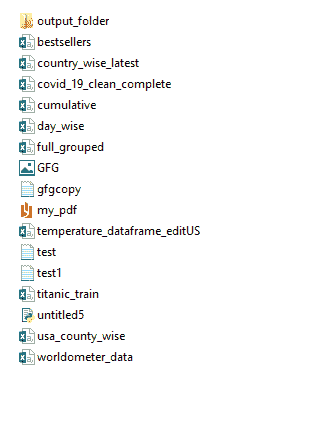 output_folder
bestsellers
country_wise_latest
covid_19_clean_complete
cumulative
day_wise
full_grouped
GFG
gfgcopy
my_pdf
temperature_dataframe_editUS
test
test1
titanic_train
untitled5
usa_county_wise
worldometer_data